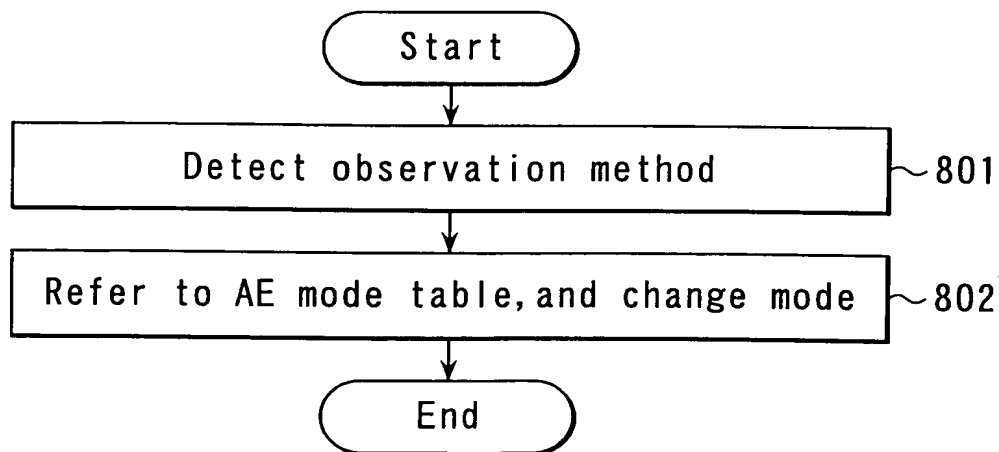 Start
Detect observation method
801
Refer to AE mode table, and change mode
802
End